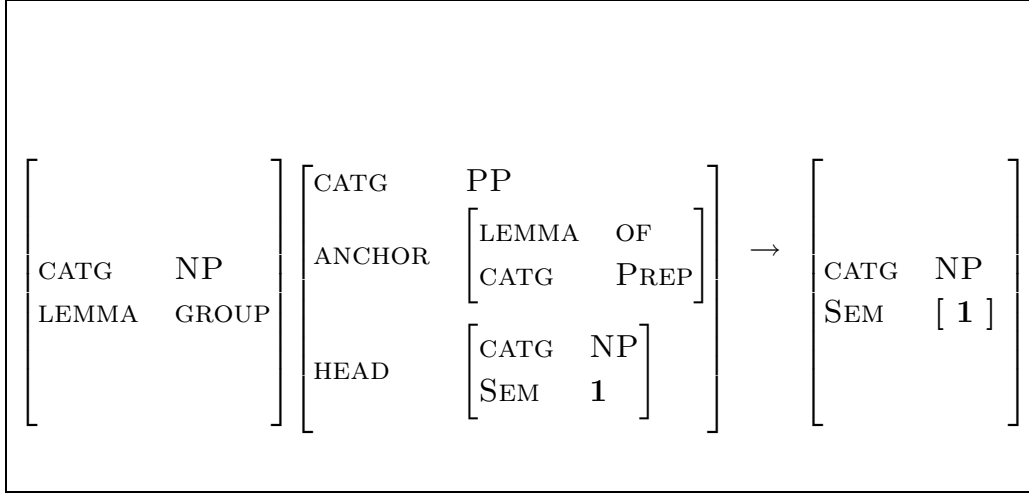 CATG PP
LEMMA OF
ANCHOR
CATG PREP
→
CATG NP
LEMMA GROUP
CATG NP
SEM [ 1 ]
CATG NP
HEAD
SEM 1